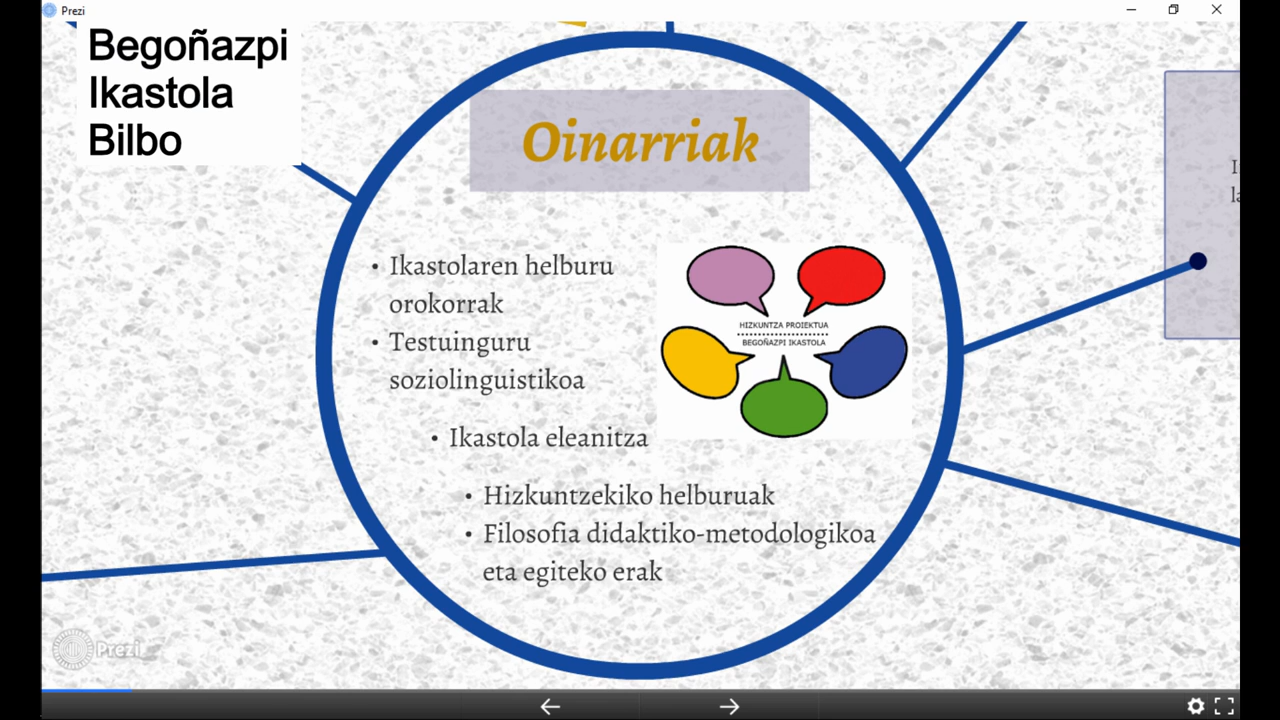 Prezi
Begoñazpi
Ikastola
Bilbo
Oinarriak
• Ikastolaren helburu
orokorrak
• Testuinguru
soziolinguistikoa
• Ikastola eleanitza
• Hizkuntzekiko helburuak
• Filosofia didaktiko-metodologikoa
eta egiteko erak
HIZKUNTZA PROIEKTUA
BEGOÑAZPI IKASTOLA
Prezi